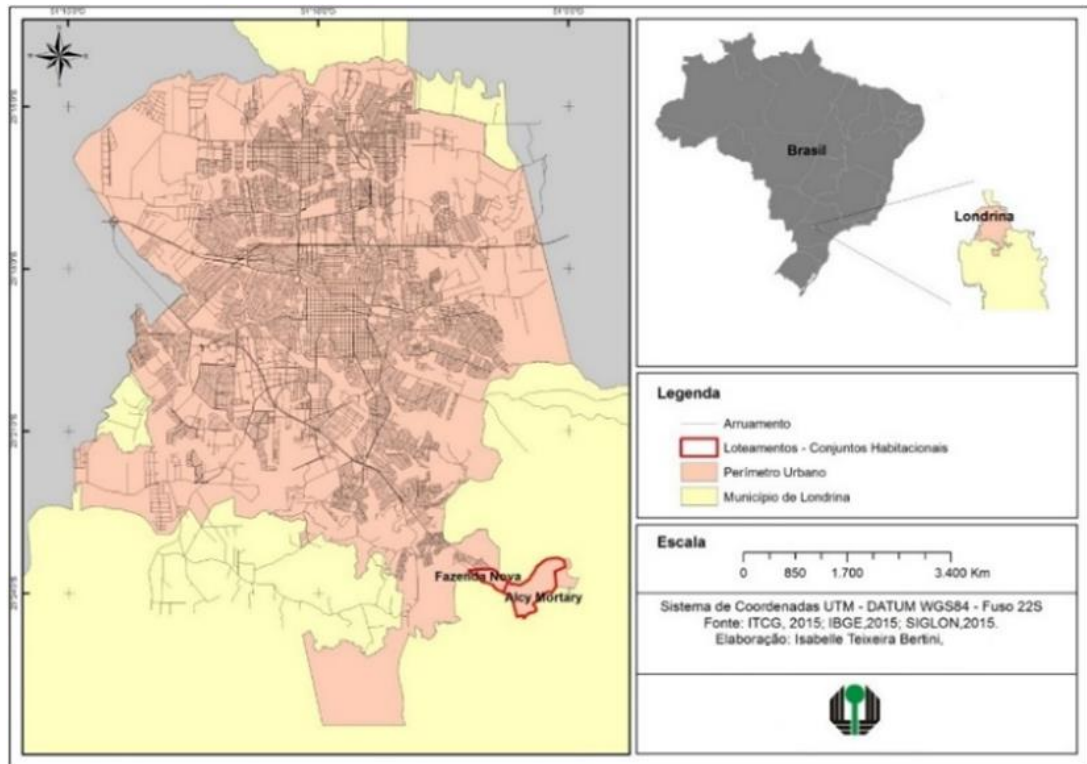 Brasil
Londrina
Fazenda Nova
Alcy Mortary
Legenda
Arruamento
Loteamentos - Conjuntos Habitacionais
Perímetro Urbano
Município de Londrina
Escala
0 850 1.700 3.400 Km
Sistema de Coordenadas UTM - DATUM WGS84 - Fuso 22S
Fonte: ITCG, 2015; IBGE,2015; SIGLON,2015.
Elaboração: Isabelle Teixeira Bertini,